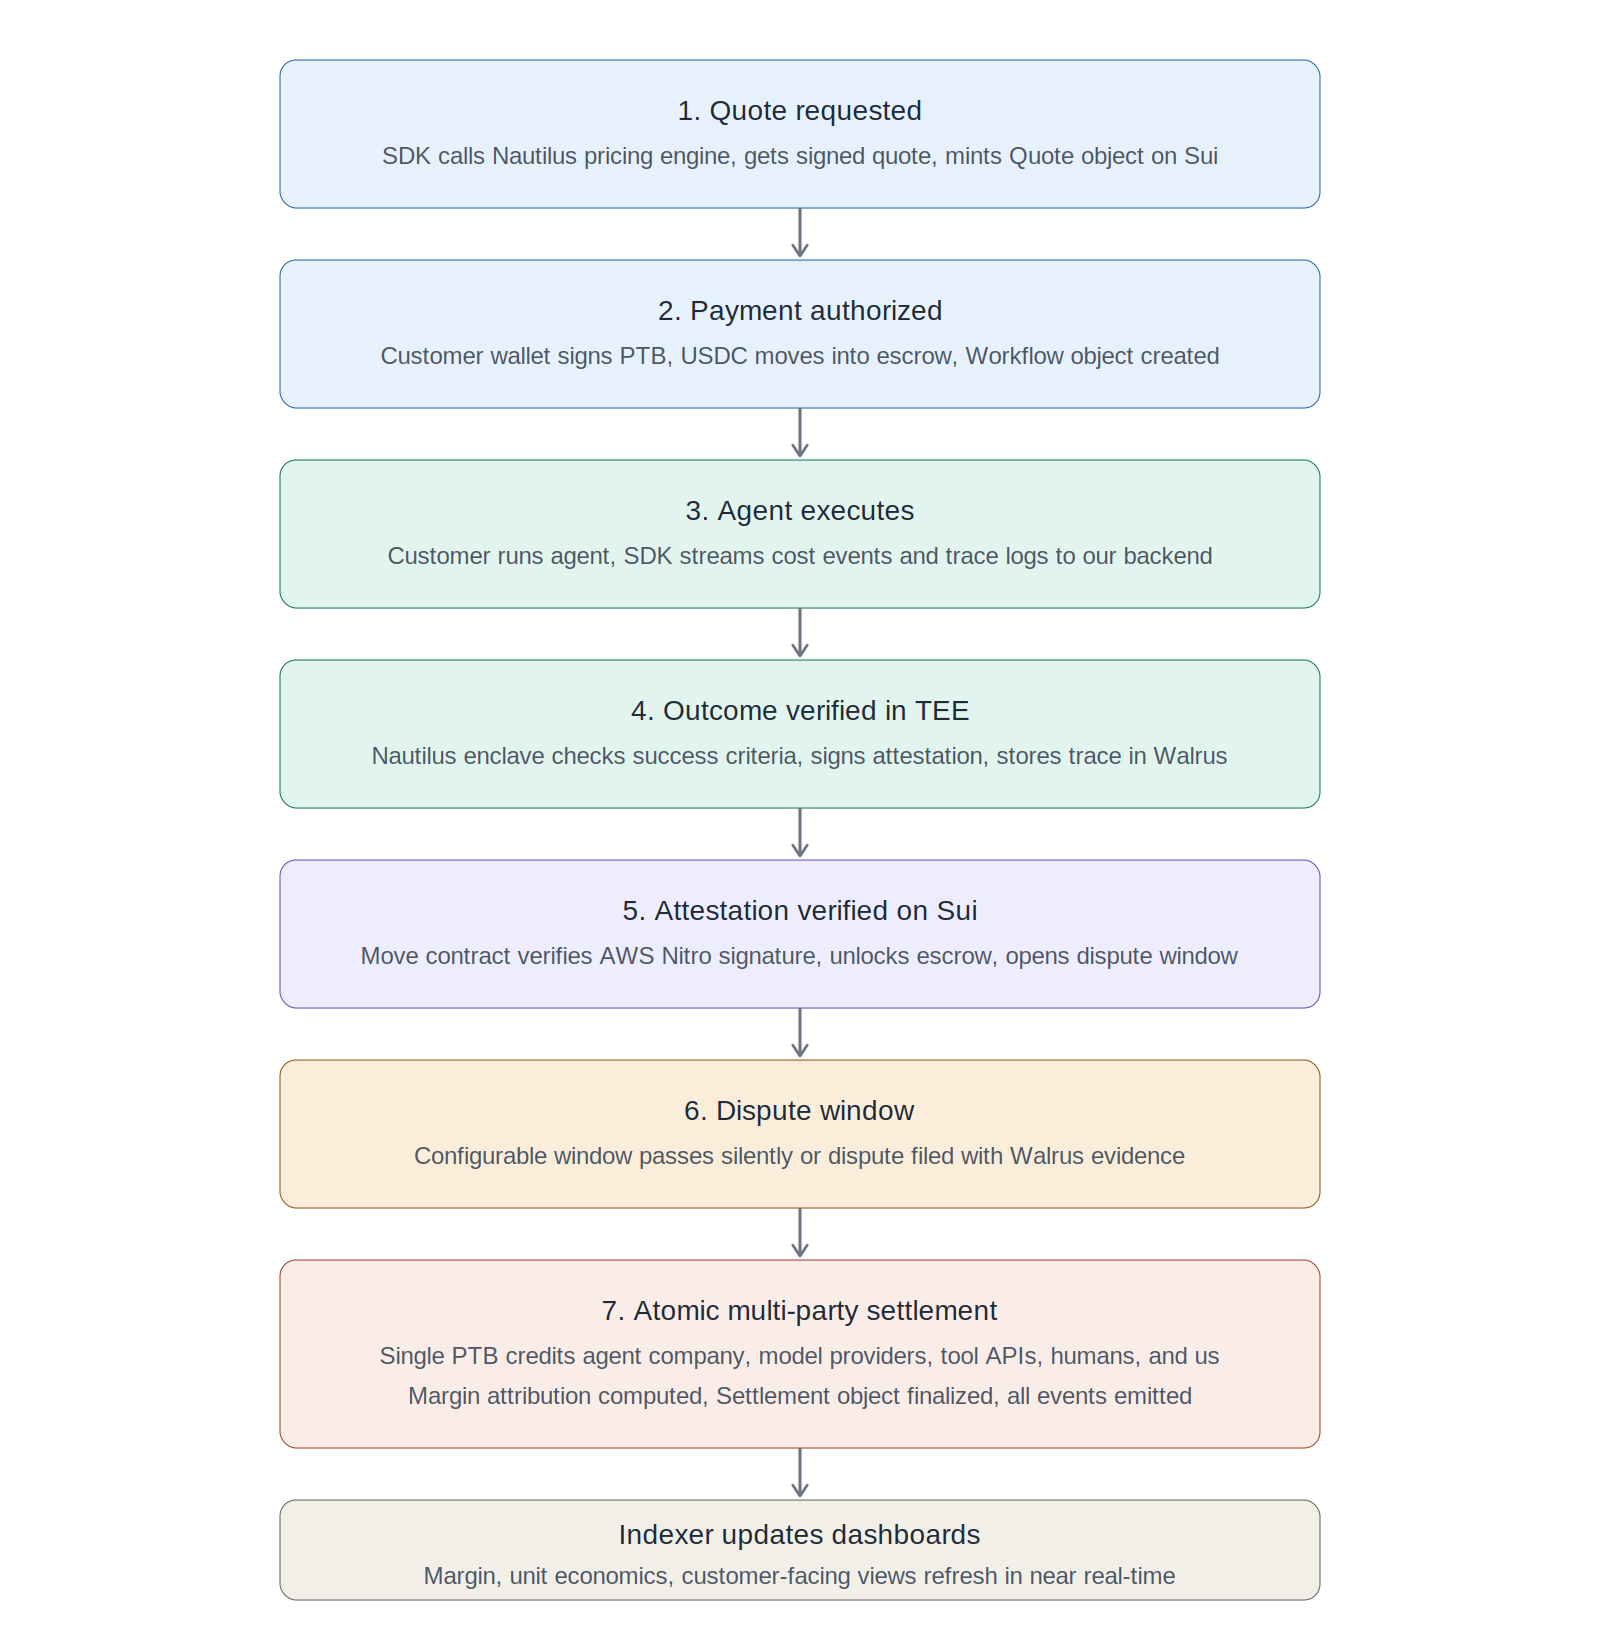 1. Quote requested
SDK calls Nautilus pricing engine, gets signed quote, mints Quote object on Sui
2. Payment authorized
Customer wallet signs PTB, USDC moves into escrow, Workflow object created
3. Agent executes
Customer runs agent, SDK streams cost events and trace logs to our backend
4. Outcome verified in TEE
Nautilus enclave checks success criteria, signs attestation, stores trace in Walrus
5. Attestation verified on Sui
Move contract verifies AWS Nitro signature, unlocks escrow, opens dispute window
6. Dispute window
Configurable window passes silently or dispute filed with Walrus evidence
7. Atomic multi-party settlement
Single PTB credits agent company, model providers, tool APIs, humans, and us
Margin attribution computed, Settlement object finalized, all events emitted
Indexer updates dashboards
Margin, unit economics, customer-facing views refresh in near real-time